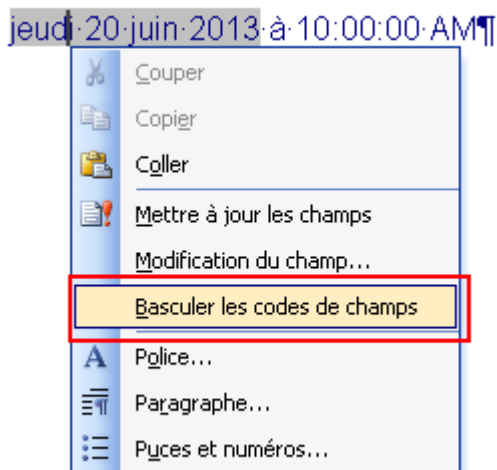 jeudi·20·juin·2013·à·10:00:00·AM¶
Couper
Copier
Coller
Mettre à jour les champs
Modification du champ...
Basculer les codes de champs
Police...
Paragraphe...
Puces et numéros...